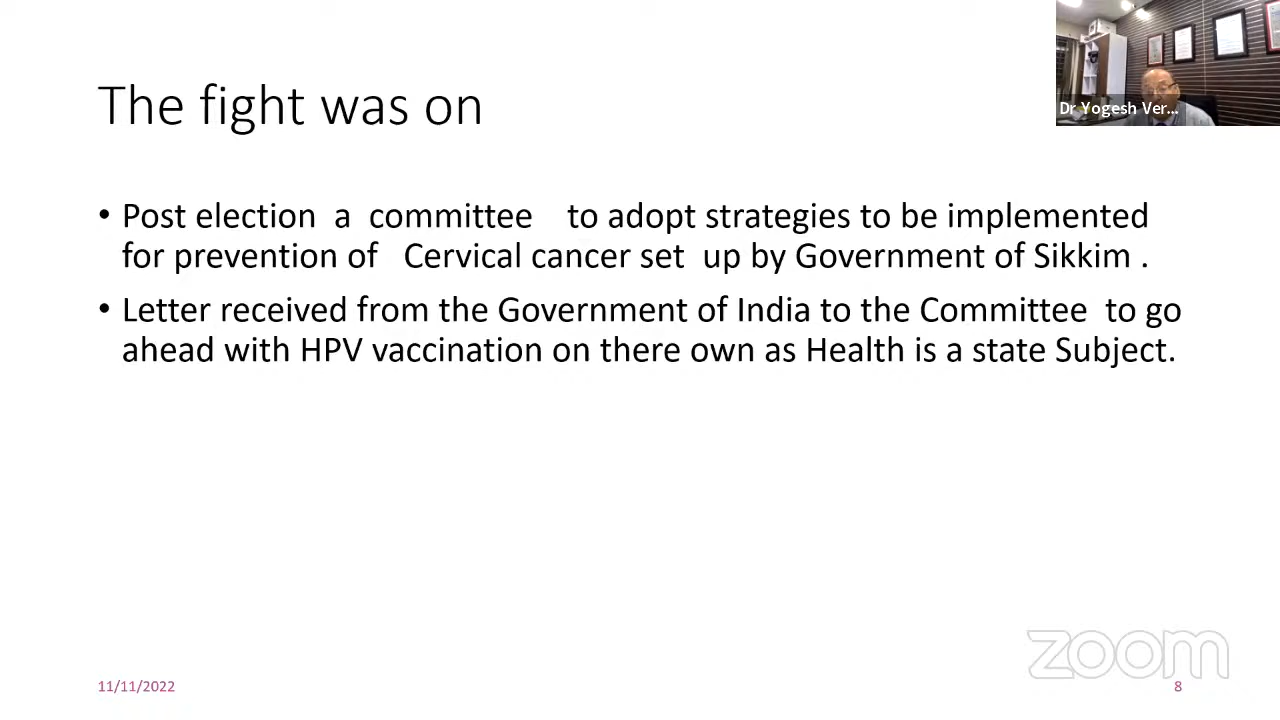 The fight was on
Dr Yogesh Ver...
• Post election a committee to adopt strategies to be implemented
for prevention of Cervical cancer set up by Government of Sikkim .
• Letter received from the Government of India to the Committee to go
ahead with HPV vaccination on there own as Health is a state Subject.
zoom
11/11/2022
8